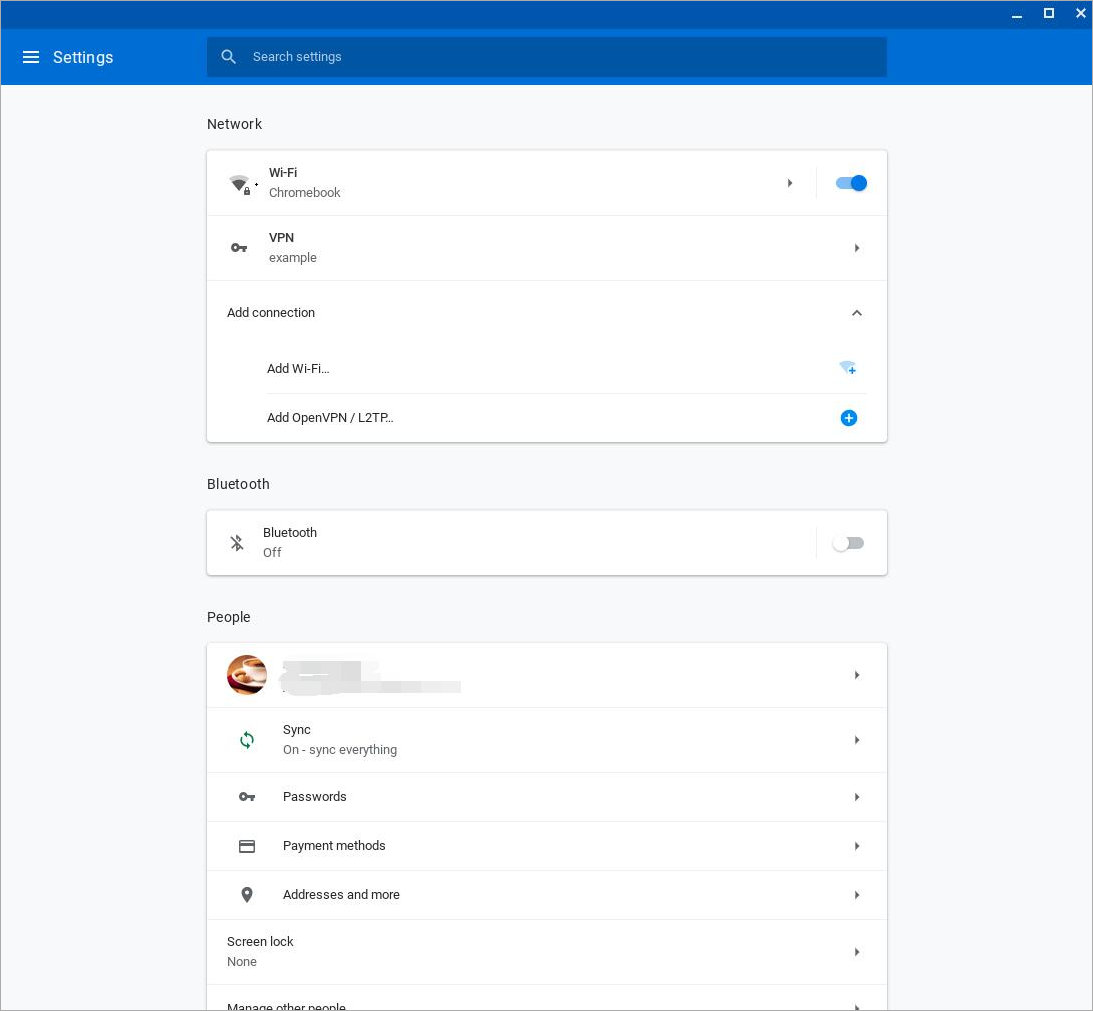 Settings
Search settings
Network
Wi-Fi
Chromebook
VPN
example
Add connection
Add Wi-Fi...
Add OpenVPN / L2TP...
Bluetooth
Bluetooth
Off
People
Sync
On - sync everything
Passwords
Payment methods
Addresses and more
Screen lock
None
Manage other people